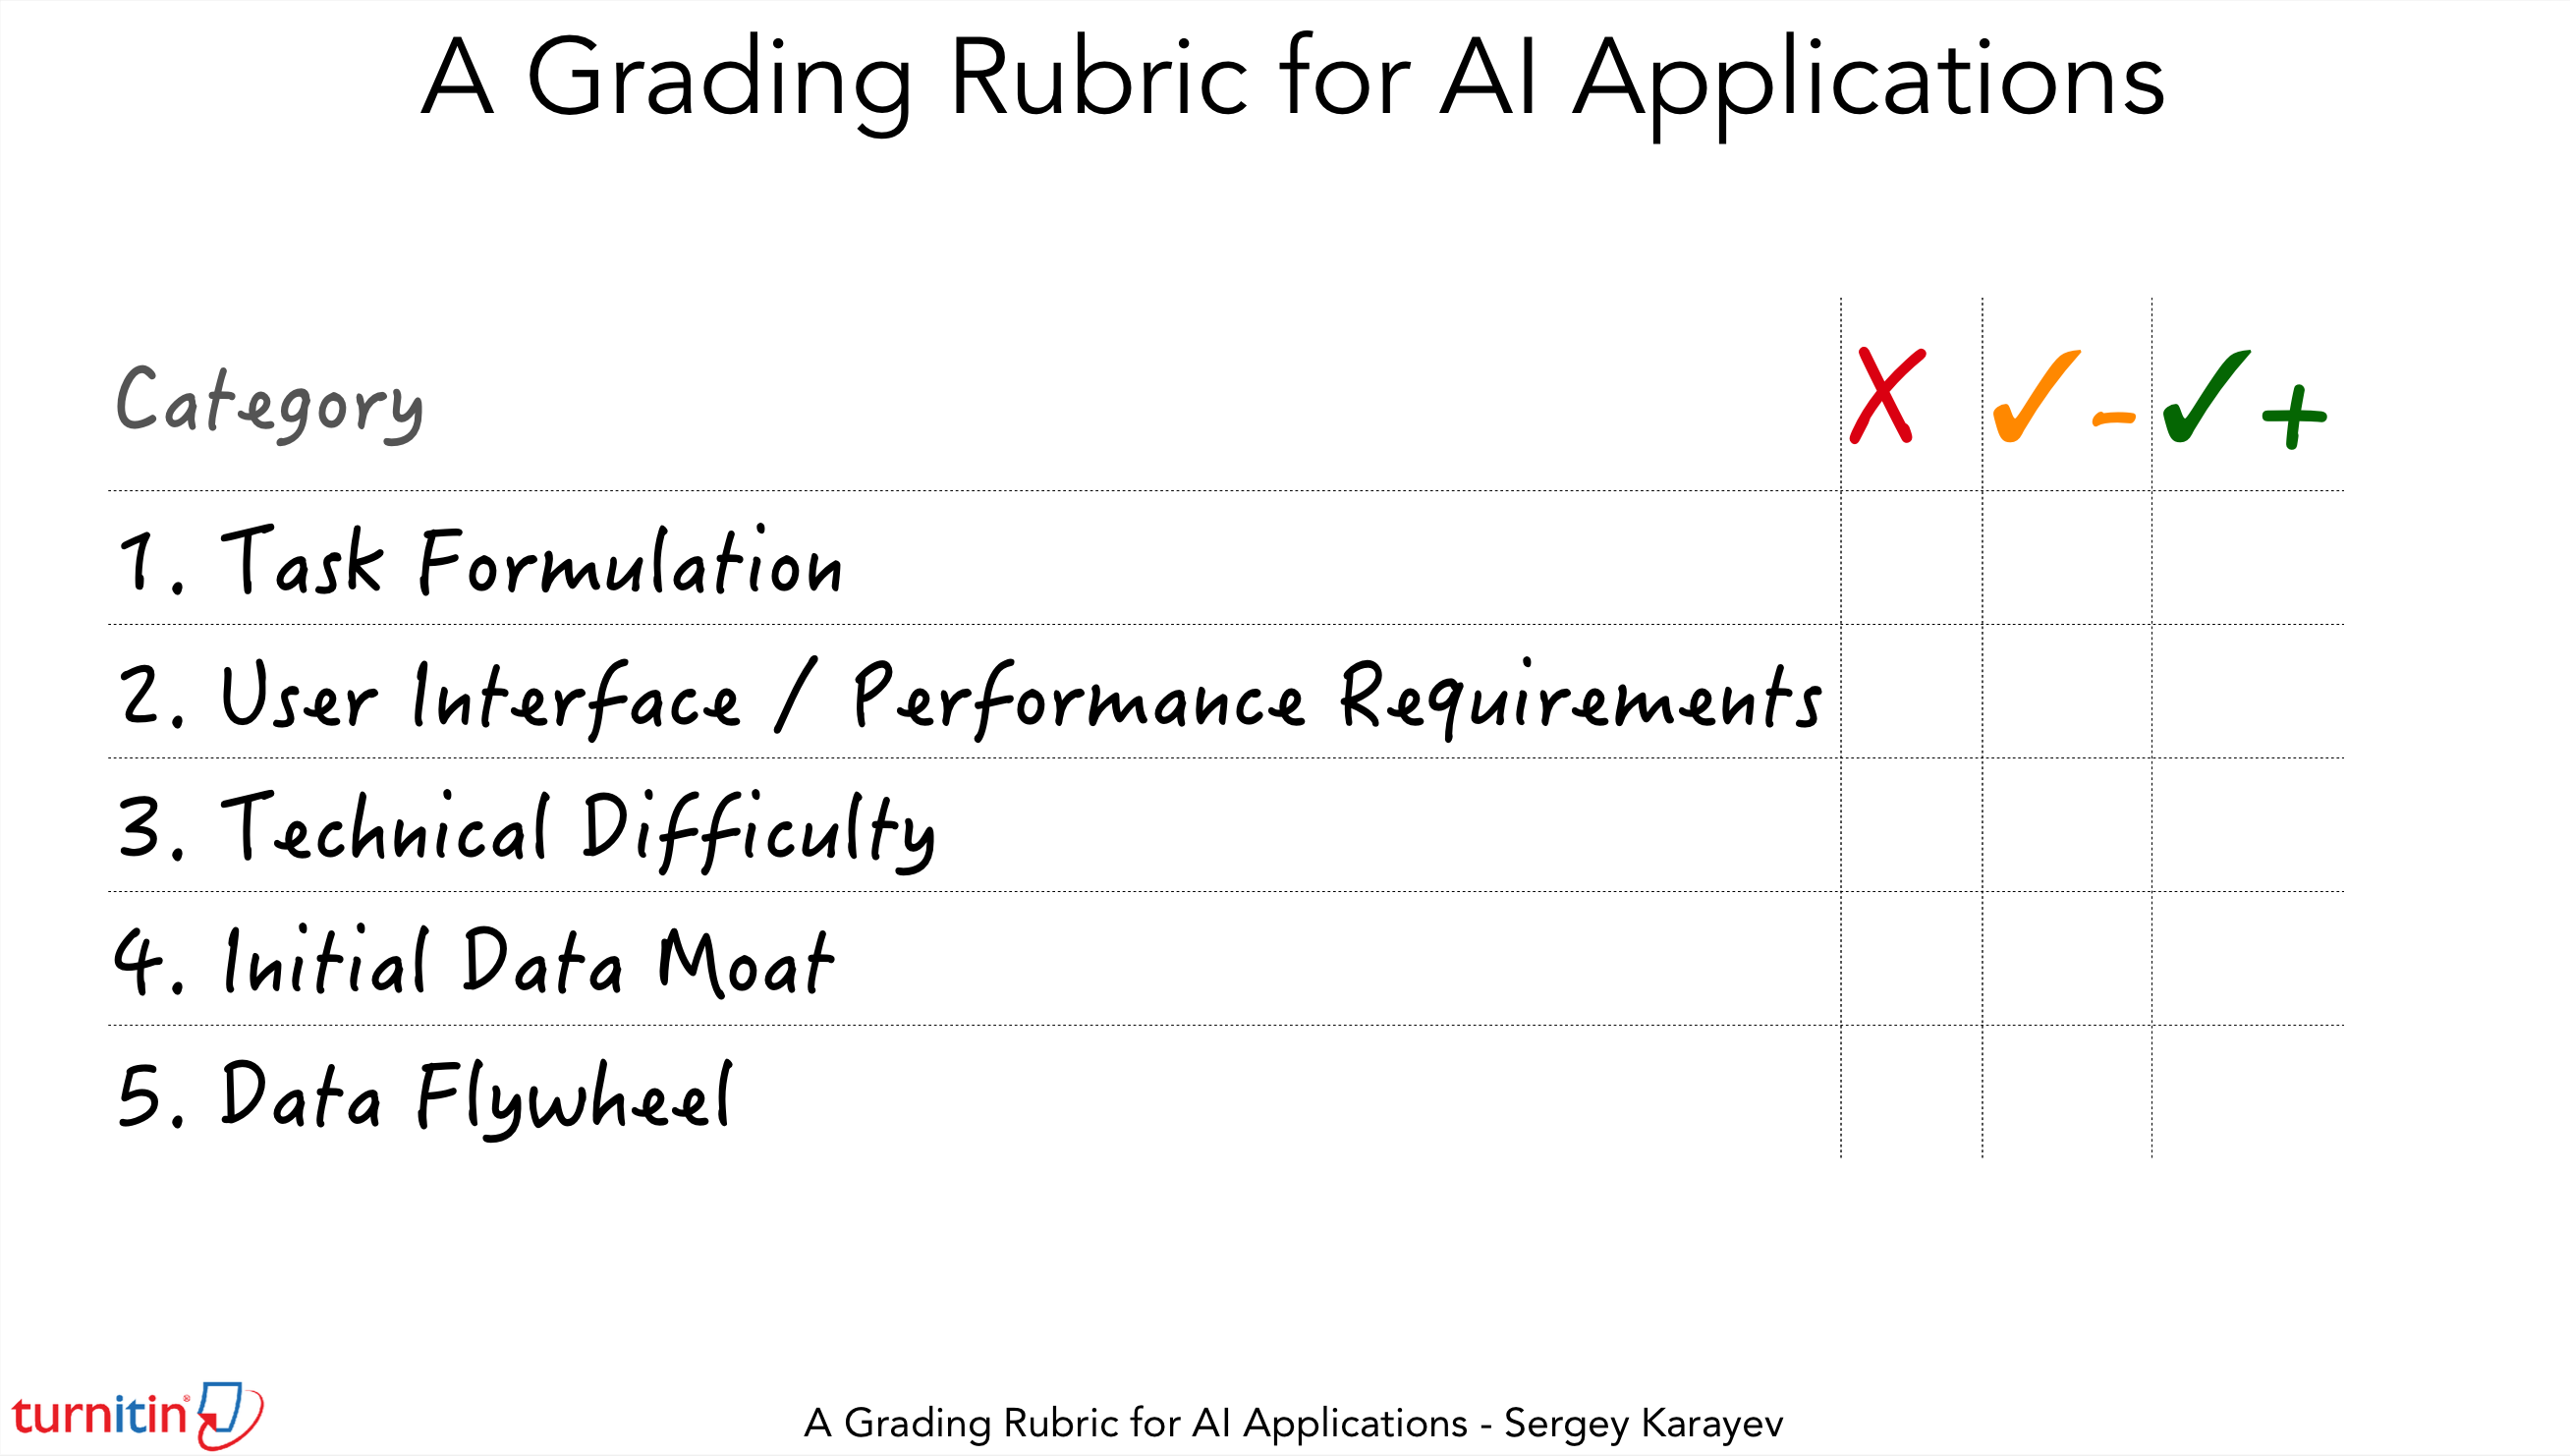 A Grading Rubric for AI Applications
Category ✗ ✓- ✓+
1. Task Formulation
2. User Interface / Performance Requirements
3. Technical Difficulty
4. Initial Data Moat
5. Data Flywheel
turnitin®
A Grading Rubric for AI Applications - Sergey Karayev